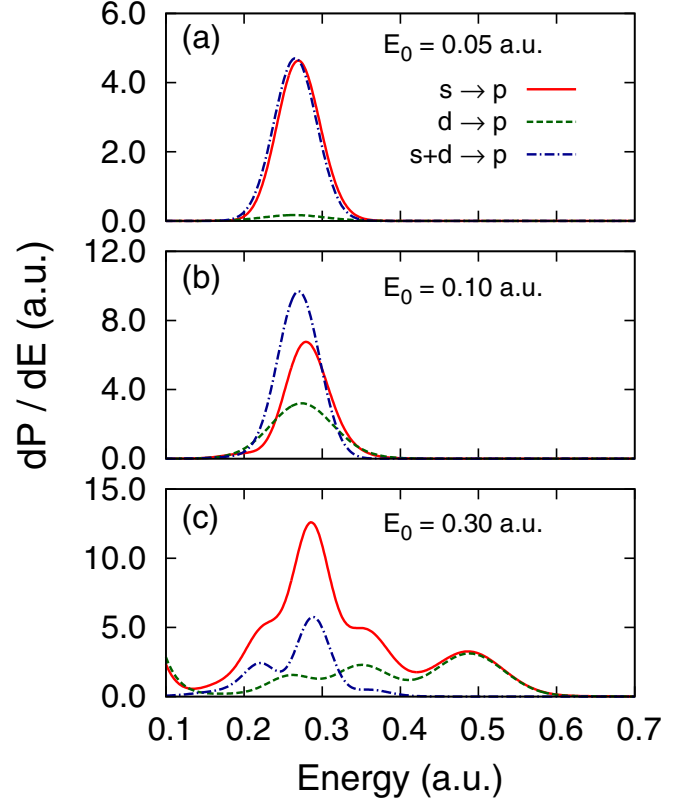 (a)
E₀ = 0.05 a.u.
s → p
d → p
s+d → p
6.0
4.0
2.0
0.0
(b)
E₀ = 0.10 a.u.
12.0
8.0
4.0
0.0
(c)
E₀ = 0.30 a.u.
15.0
10.0
5.0
0.0
0.1 0.2 0.3 0.4 0.5 0.6 0.7
dP / dE (a.u.)
Energy (a.u.)